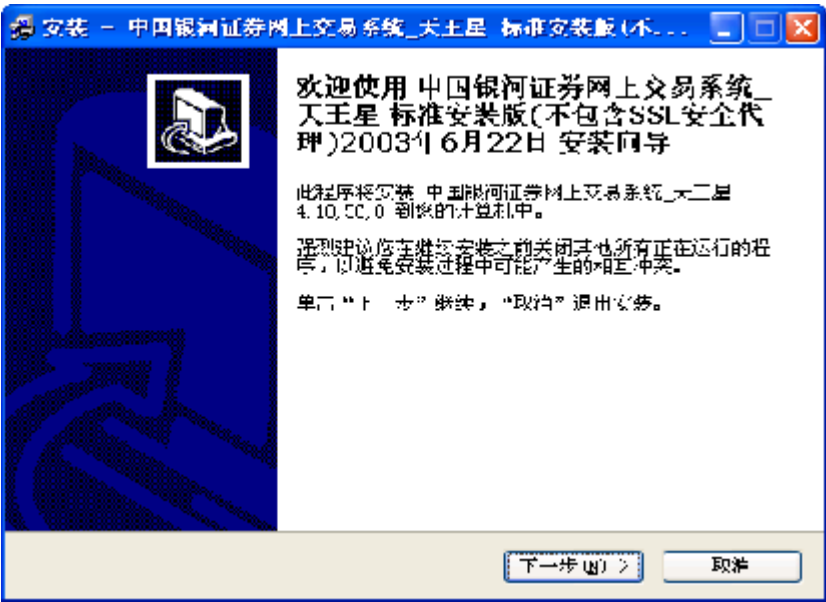 安装 - 中国银河证券网上交易系统_天王星 标准安装版(不...
欢迎使用 中国银河证券网上交易系统_
天王星 标准安装版(不包含SSL安全代
理)2003年6月22日 安装向导
此程序将安装 中国银河证券网上交易系统_天王星
4,10,50,0 到您的计算机中。
强烈建议您在继续安装之前关闭其他所有正在运行的程
序，以避免安装过程中可能产生的相互冲突。
单击“下一步”继续，“取消”退出安装。
下一步(N) >
取消